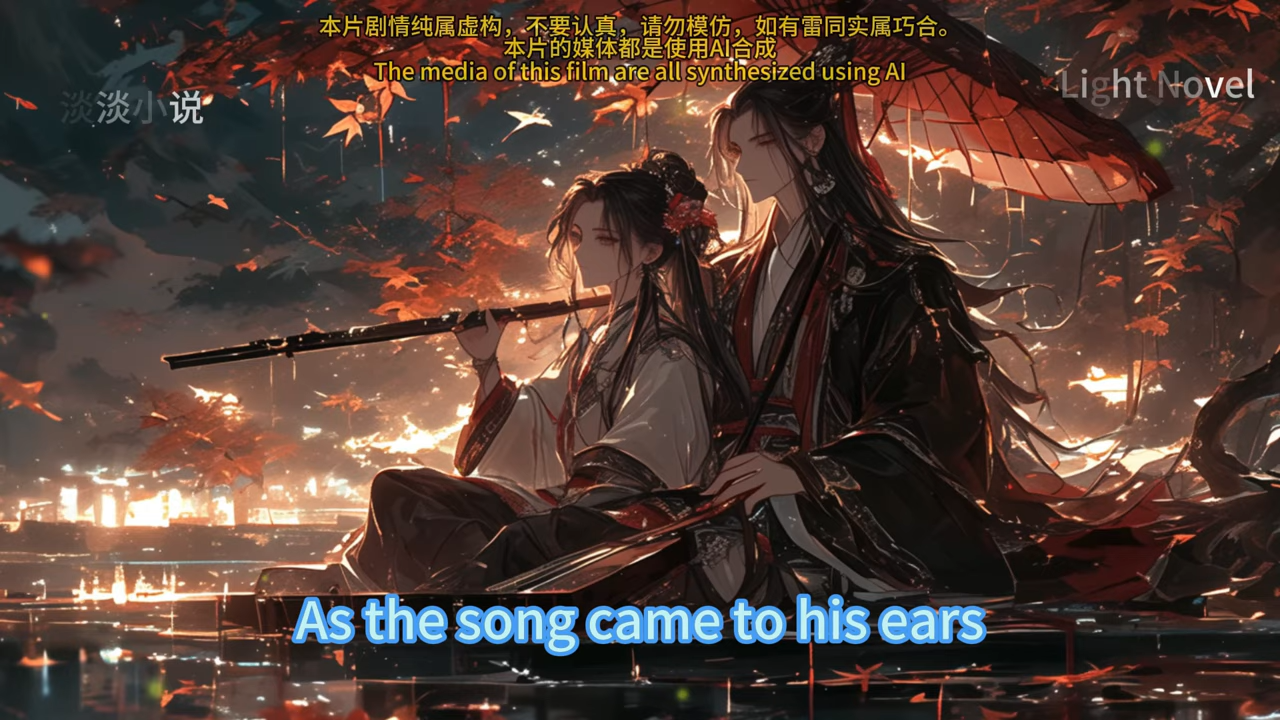 本片剧情纯属虚构，不要认真，请勿模仿，如有雷同实属巧合。
本片的媒体都是使用AI合成
The media of this film are all synthesized using AI
淡淡小说
Light Novel
As the song came to his ears